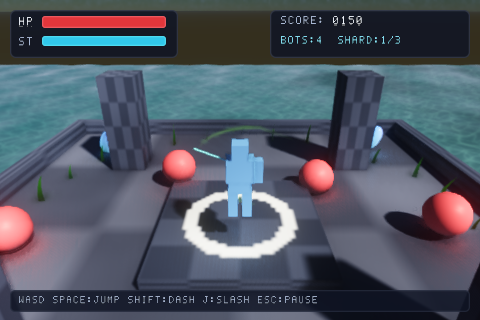 HP
ST
SCORE: 0150
BOTS:4 SHARD:1/3
WASD SPACE:JUMP SHIFT:DASH J:SLASH ESC:PAUSE